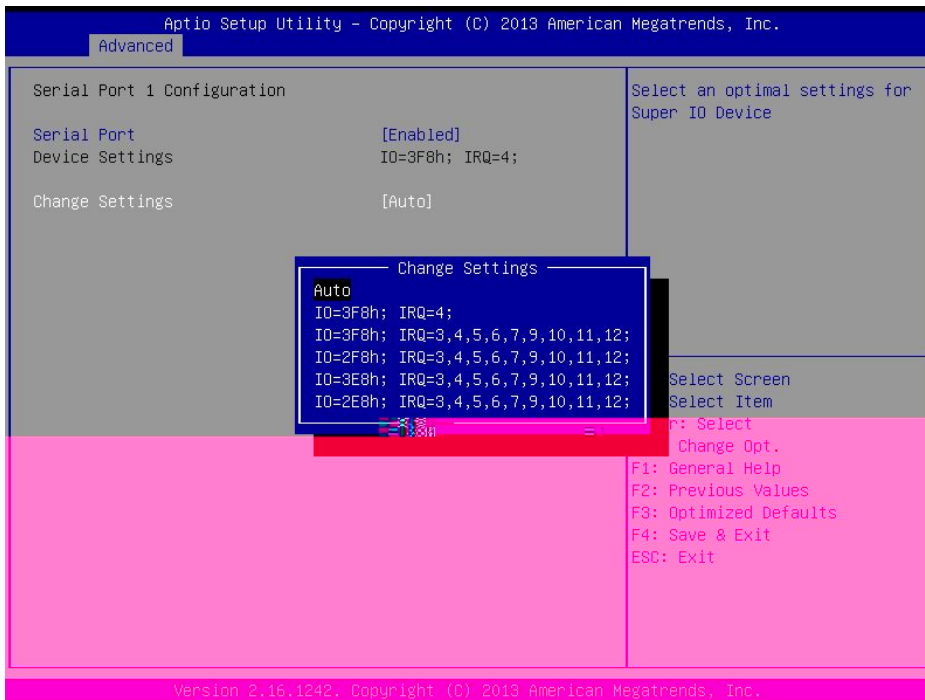 Aptio Setup Utility – Copyright (C) 2013 American Megatrends, Inc.
Advanced
Serial Port 1 Configuration
Serial Port [Enabled]
Device Settings IO=3F8h; IRQ=4;
Change Settings [Auto]
Select an optimal settings for
Super IO Device
Change Settings
Auto
IO=3F8h; IRQ=4;
IO=3F8h; IRQ=3,4,5,6,7,9,10,11,12;
IO=2F8h; IRQ=3,4,5,6,7,9,10,11,12;
IO=3E8h; IRQ=3,4,5,6,7,9,10,11,12;
IO=2E8h; IRQ=3,4,5,6,7,9,10,11,12;
Select Screen
Select Item
r: Select
Change Opt.
F1: General Help
F2: Previous Values
F3: Optimized Defaults
F4: Save & Exit
ESC: Exit
Version 2.16.1242. Copyright (C) 2013 American Megatrends, Inc.